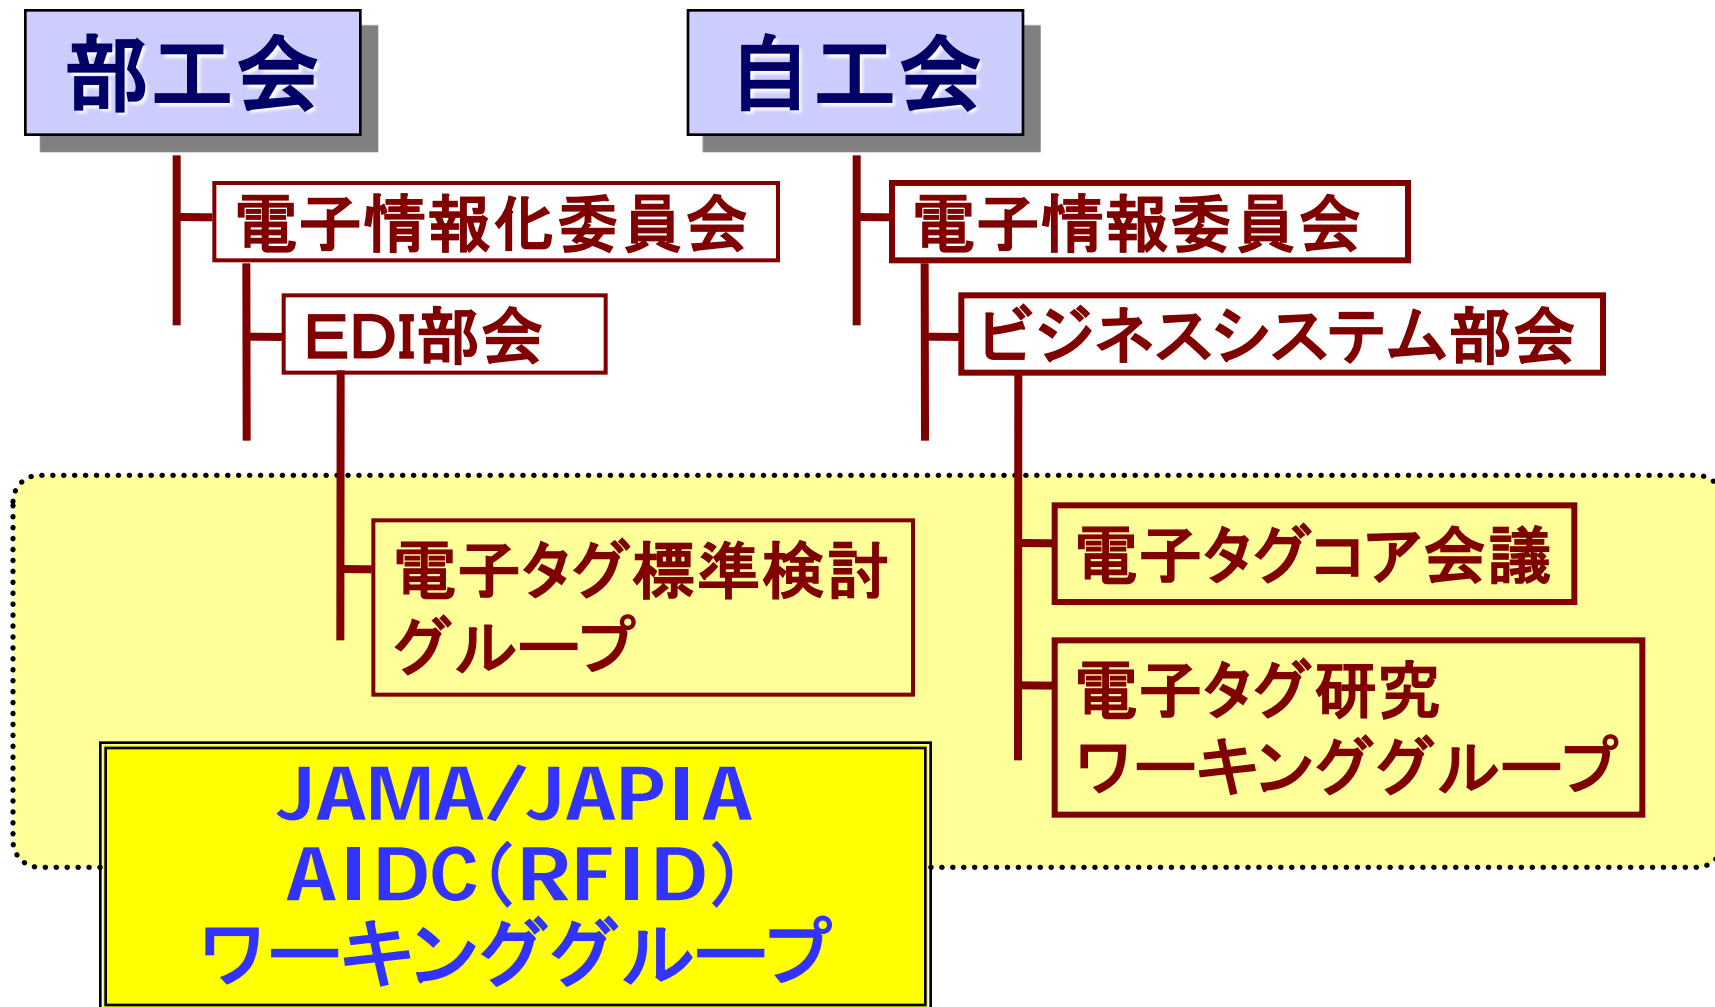 部工会
電子情報化委員会
EDI部会
電子タグ標準検討
グループ
自工会
電子情報委員会
ビジネスシステム部会
電子タグコア会議
電子タグ研究
ワーキンググループ
JAMA/JAPIA
AIDC(RFID)
ワーキンググループ